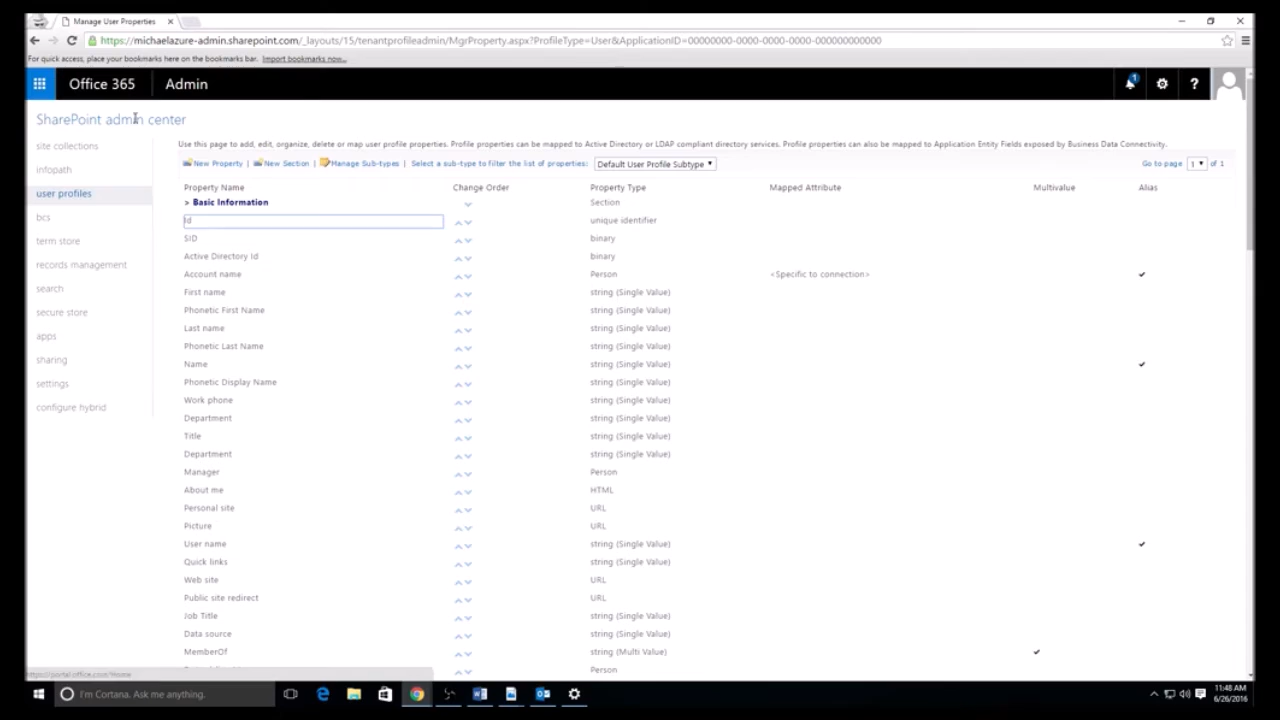 Manage User Properties
https://michaelazure-admin.sharepoint.com/_layouts/15/tenantprofileadmin/MgrProperty.aspx?ProfileType=User&ApplicationID=00000000-0000-0000-0000-000000000000
For quick access, place your bookmarks here on the bookmarks bar. Import bookmarks now...
Office 365 Admin 1 ?
SharePoint admin center
site collections
infopath
user profiles
bcs
term store
records management
search
secure store
apps
sharing
settings
configure hybrid
Use this page to add, edit, organize, delete or map user profile properties. Profile properties can be mapped to Active Directory or LDAP compliant directory services. Profile properties can also be mapped to Application Entity Fields exposed by Business Data Connectivity.
New Property | New Section | Manage Sub-types | Select a sub-type to filter the list of properties: Default User Profile Subtype Go to page 1 of 1
Property Name Change Order Property Type Mapped Attribute Multivalue Alias
> Basic Information Section
Id unique identifier
SID binary
Active Directory Id binary
Account name Person <Specific to connection>
First name string (Single Value)
Phonetic First Name string (Single Value)
Last name string (Single Value)
Phonetic Last Name string (Single Value)
Name string (Single Value)
Phonetic Display Name string (Single Value)
Work phone string (Single Value)
Department string (Single Value)
Title string (Single Value)
Department string (Single Value)
Manager Person
About me HTML
Personal site URL
Picture URL
User name string (Single Value)
Quick links string (Single Value)
Web site URL
Public site redirect URL
Job Title string (Single Value)
Data source string (Single Value)
MemberOf string (Multi Value)
Person
https://portal.office.com/Home
I'm Cortana. Ask me anything.
11:48 AM
6/26/2016